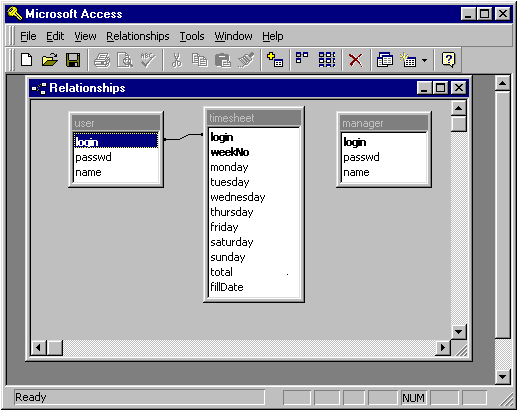 Microsoft Access
File Edit View Relationships Tools Window Help
ABC
Relationships
user
login
passwd
name
timesheet
login
weekNo
monday
tuesday
wednesday
thursday
friday
saturday
sunday
total
fillDate
manager
login
passwd
name
Ready
NUM